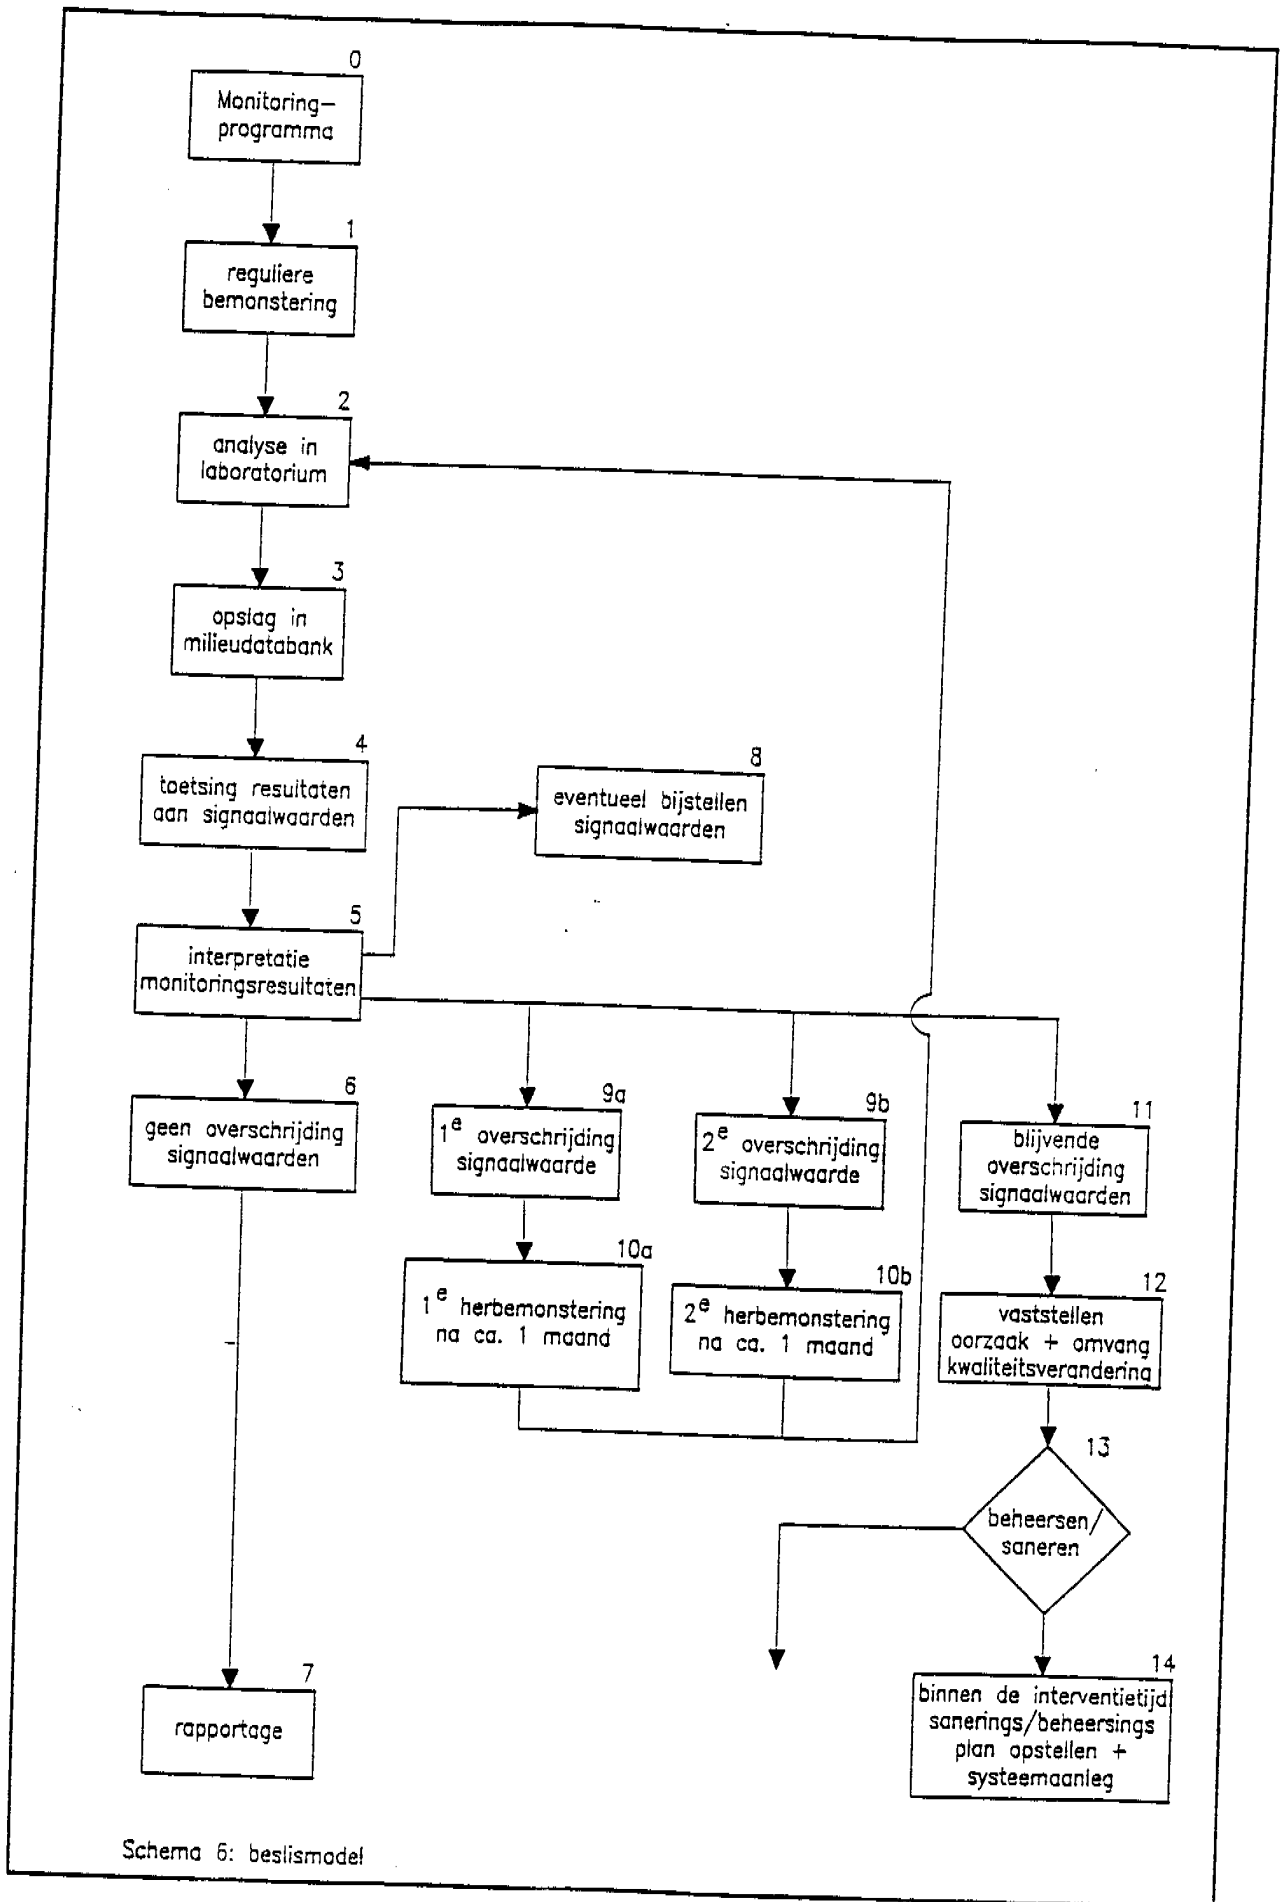 0
Monitoring-
programma
1
reguliere
bemonstering
2
analyse in
laboratorium
3
opslag in
milieudatabank
4
toetsing resultaten
aan signaalwaarden
8
eventueel bijstellen
signaalwaarden
5
interpretatie
monitoringsresultaten
6
geen overschrijding
signaalwaarden
9a
1e overschrijding
signaalwaarde
9b
2e overschrijding
signaalwaarde
11
blijvende
overschrijding
signaalwaarden
10a
1e herbemonstering
na ca. 1 maand
10b
2e herbemonstering
na ca. 1 maand
12
vaststellen
oorzaak + omvang
kwaliteitsverandering
13
beheersen/
saneren
7
rapportage
14
binnen de interventietijd
sanerings/beheersings
plan opstellen +
systeemaanleg
Schema 6: beslismodel